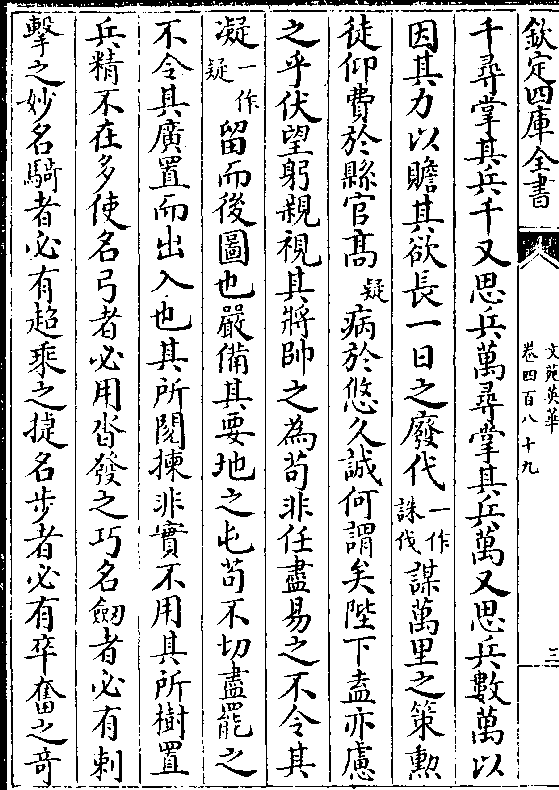 欽定四庫全書
文苑英華
卷四百八十九
三
千尋掌其兵千又思兵萬尋掌其兵萬又思兵數萬以
因其力以贍其欲長一日之廢代一作誅伐謀萬里之策勲
徒仰費於縣官髙疑病於悠久誠何謂矣陛下盍亦慮
之乎伏望躬親視其將帥之為苟非任盡易之不令其
凝一作疑留而後圖也嚴備其要地之屯苟不切盡罷之
不令其廣置而出入也其所閱揀非實不用其所樹置
兵精不在多使名弓者必用沓發之巧名劒者必有刺
擊之妙名騎者必有趫乘之㨗名步者必有卒奮之竒